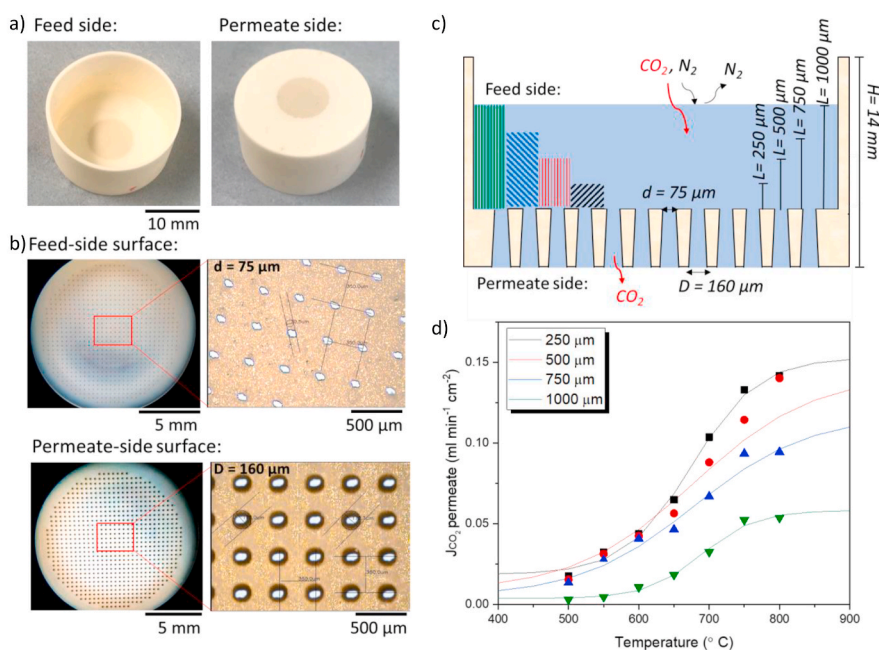 a) Feed side: Permeate side:
10 mm
b)
Feed-side surface:
d = 75 µm
5 mm 500 µm
Permeate-side surface:
D = 160 µm
5 mm 500 µm
c)
CO2, N2 N2
Feed side:
L= 250 µm
L= 500 µm
L= 750 µm
L= 1000 µm
H= 14 mm
d = 75 µm
Permeate side:
CO2
D = 160 µm
d)
250 µm
500 µm
750 µm
1000 µm
JCO2 permeate (ml min-1 cm-2)
0.15
0.10
0.05
0.00
400 500 600 700 800 900
Temperature (° C)